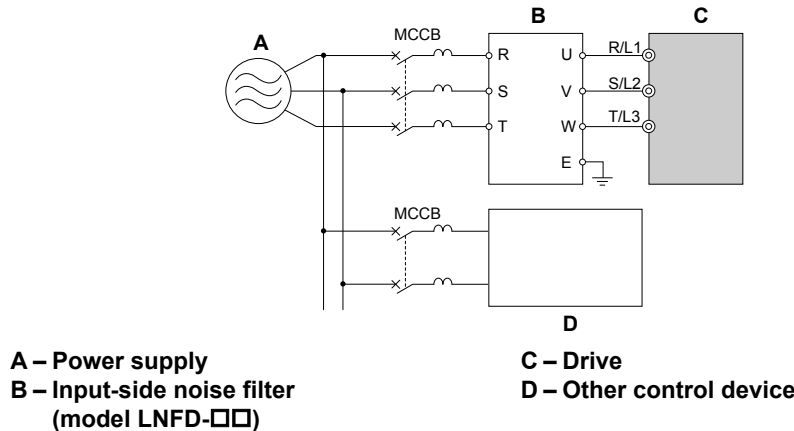 B
C
A
MCCB
R
U
R/L1
S
V
S/L2
T
W
T/L3
E
MCCB
D
A – Power supply
B – Input-side noise filter
(model LNFD-□□)
C – Drive
D – Other control device